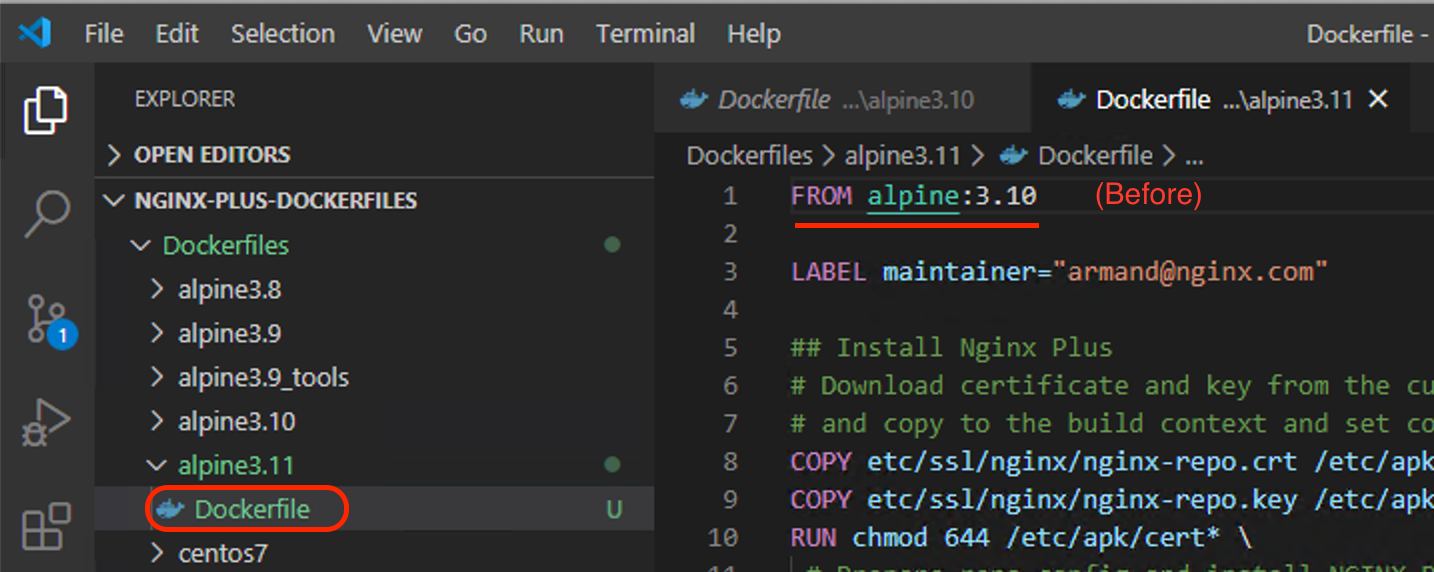 File Edit Selection View Go Run Terminal Help Dockerfile -
EXPLORER
OPEN EDITORS
NGINX-PLUS-DOCKERFILES
Dockerfiles
alpine3.8
alpine3.9
alpine3.9_tools
alpine3.10
alpine3.11
Dockerfile U
centos7
1
Dockerfile ...\alpine3.10 Dockerfile ...\alpine3.11
Dockerfiles > alpine3.11 > Dockerfile > ...
1 FROM alpine:3.10 (Before)
2
3 LABEL maintainer="armand@nginx.com"
4
5 ## Install Nginx Plus
6 # Download certificate and key from the cu
7 # and copy to the build context and set co
8 COPY etc/ssl/nginx/nginx-repo.crt /etc/apk
9 COPY etc/ssl/nginx/nginx-repo.key /etc/apk
10 RUN chmod 644 /etc/apk/cert* \